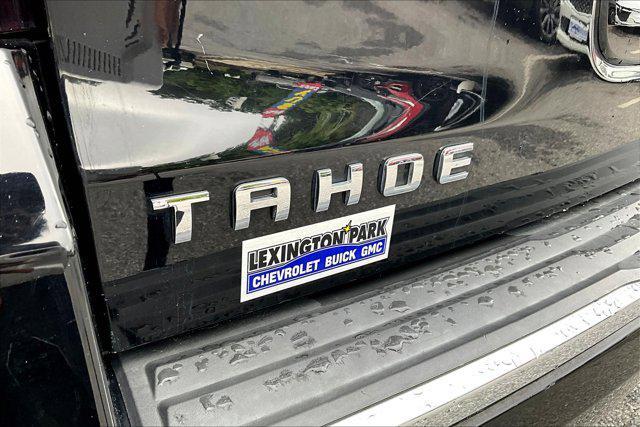 TAHOE
LEXINGTON PARK
CHEVROLET BUICK GMC